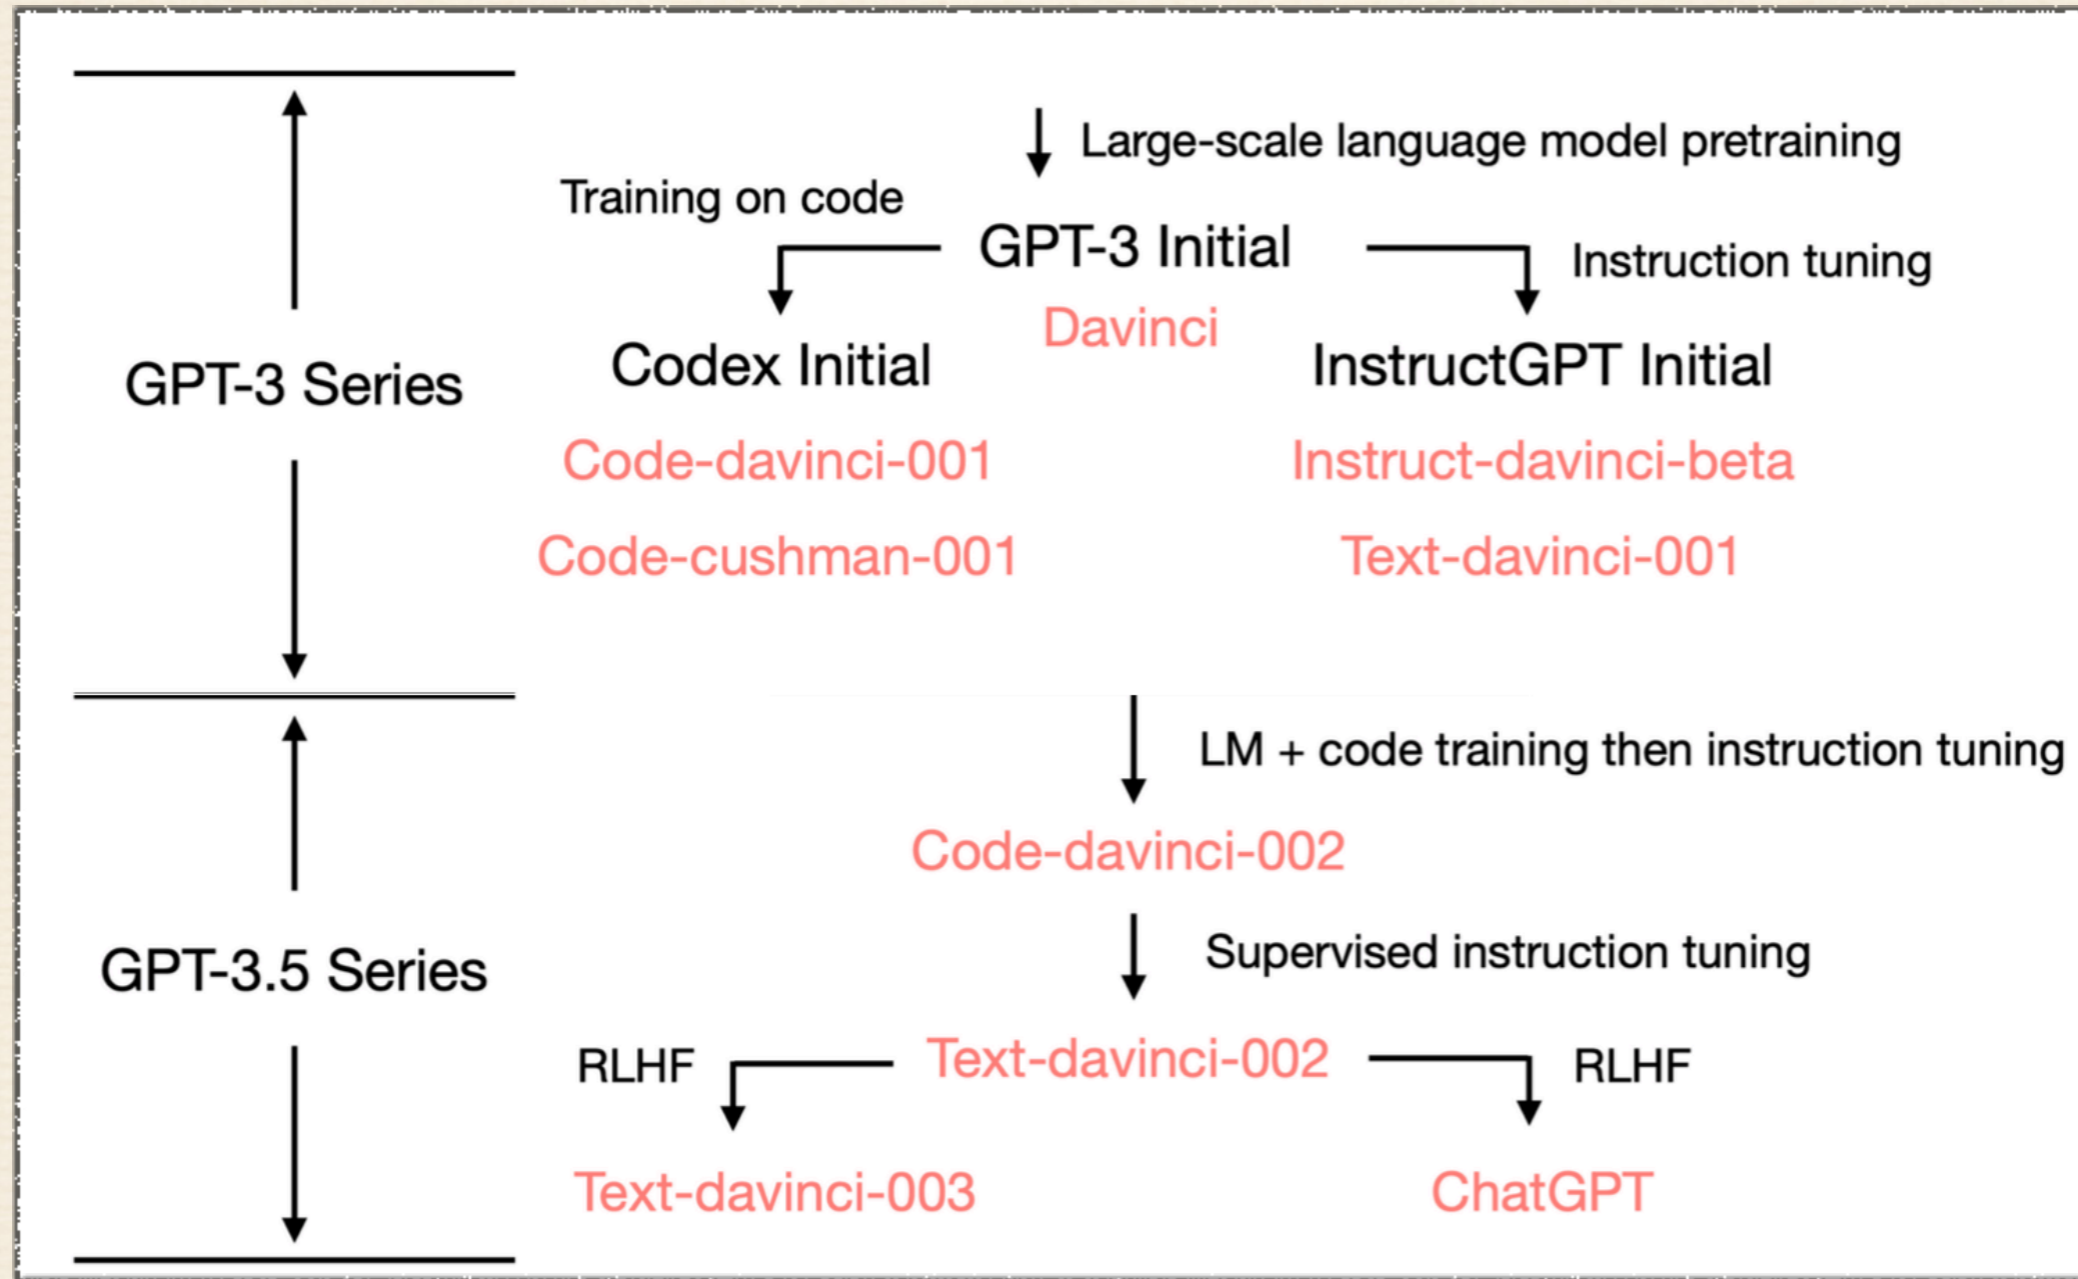 Large-scale language model pretraining
Training on code
GPT-3 Initial
Instruction tuning
Davinci
Codex Initial
InstructGPT Initial
GPT-3 Series
Code-davinci-001
Instruct-davinci-beta
Code-cushman-001
Text-davinci-001
LM + code training then instruction tuning
Code-davinci-002
Supervised instruction tuning
GPT-3.5 Series
RLHF
Text-davinci-002
RLHF
Text-davinci-003
ChatGPT